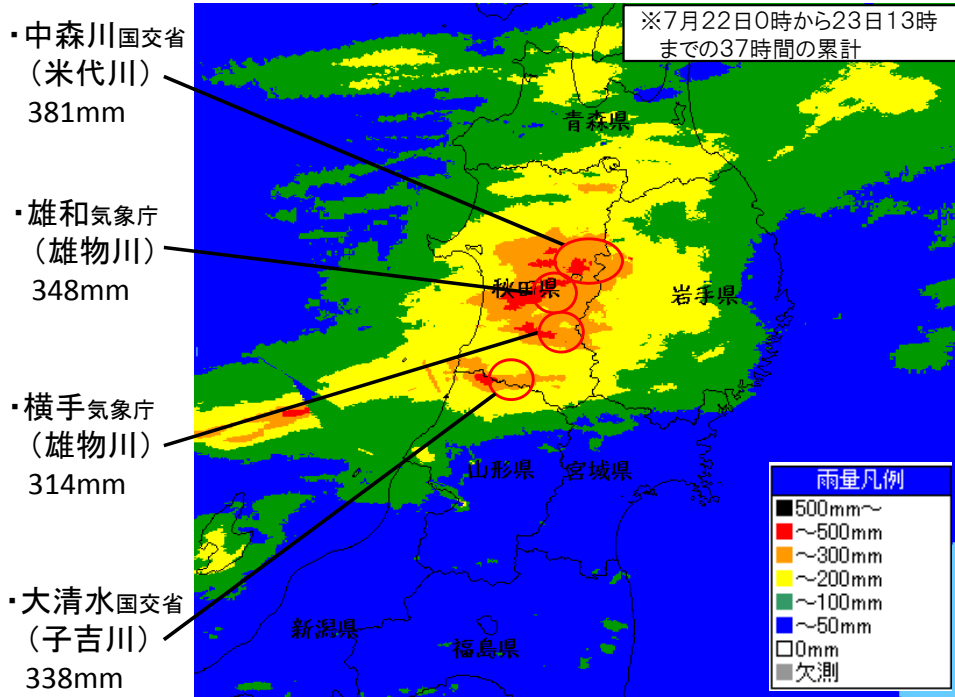 ※7月22日0時から23日13時
までの37時間の累計
・中森川国交省
（米代川）
381mm
・雄和気象庁
（雄物川）
348mm
・横手気象庁
（雄物川）
314mm
・大清水国交省
（子吉川）
338mm
青森県
秋田県
岩手県
山形県
宮城県
新潟県
福島県
雨量凡例
■500mm～
■～500mm
■～300mm
■～200mm
■～100mm
■～50mm
□0mm
■欠測